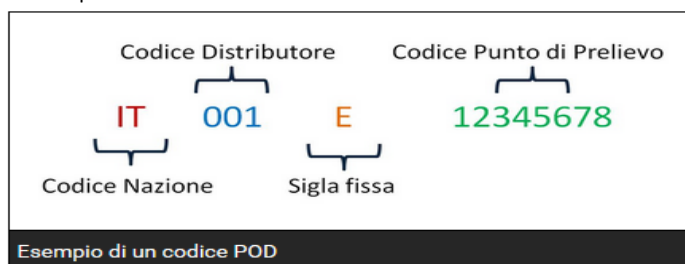 Codice Distributore Codice Punto di Prelievo
IT 001 E 12345678
Codice Nazione Sigla fissa
Esempio di un codice POD